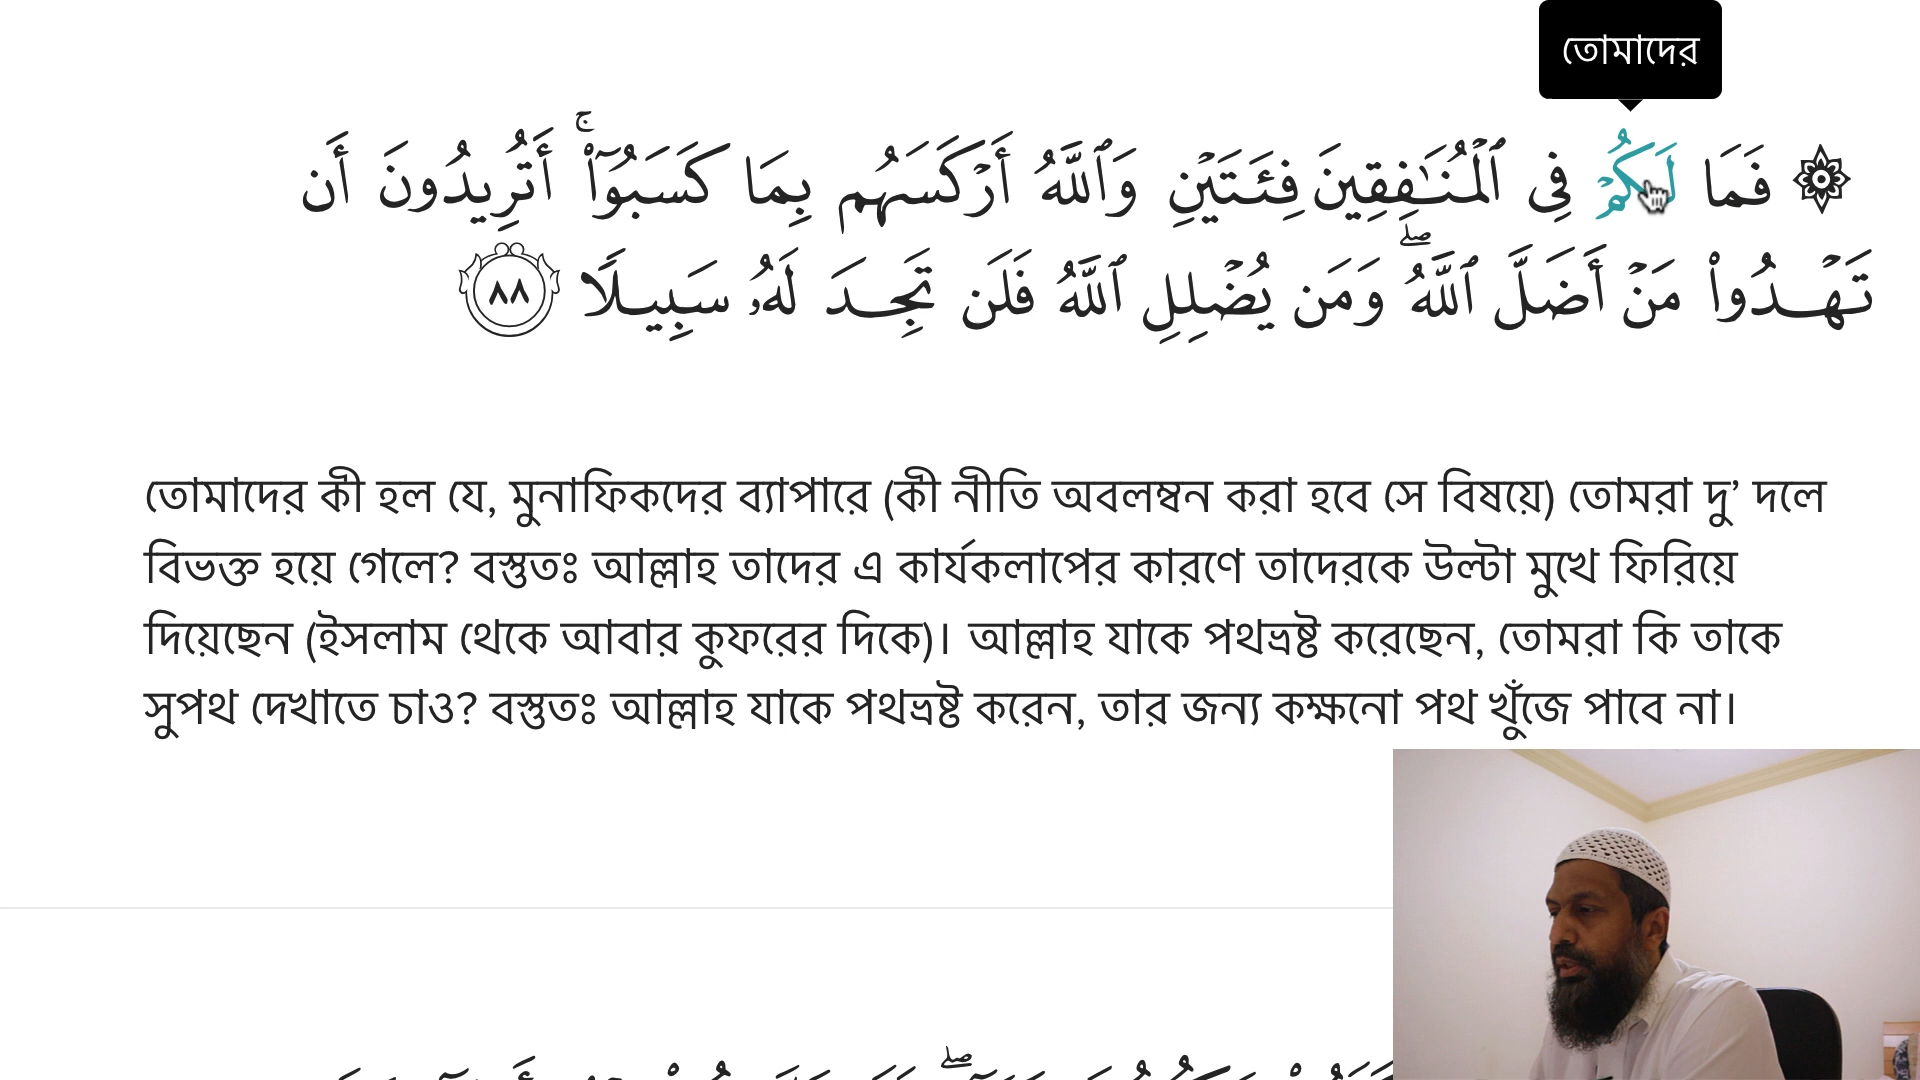 তোমাদের
۞ فَمَا لَكُمْ فِى ٱلْمُنَـٰفِقِينَ فِئَتَيْنِ وَٱللَّهُ أَرْكَسَهُم بِمَا كَسَبُوٓا۟ ۚ أَتُرِيدُونَ أَن
تَهْدُوا۟ مَنْ أَضَلَّ ٱللَّهُ ۖ وَمَن يُضْلِلِ ٱللَّهُ فَلَن تَجِدَ لَهُۥ سَبِيلًا ٨٨
তোমাদের কী হল যে, মুনাফিকদের ব্যাপারে (কী নীতি অবলম্বন করা হবে সে বিষয়ে) তোমরা দু’ দলে
বিভক্ত হয়ে গেলে? বস্তুতঃ আল্লাহ তাদের এ কার্যকলাপের কারণে তাদেরকে উল্টা মুখে ফিরিয়ে
দিয়েছেন (ইসলাম থেকে আবার কুফরের দিকে)। আল্লাহ যাকে পথভ্রষ্ট করেছেন, তোমরা কি তাকে
সুপথ দেখাতে চাও? বস্তুতঃ আল্লাহ যাকে পথভ্রষ্ট করেন, তার জন্য কক্ষনো পথ খুঁজে পাবে না।